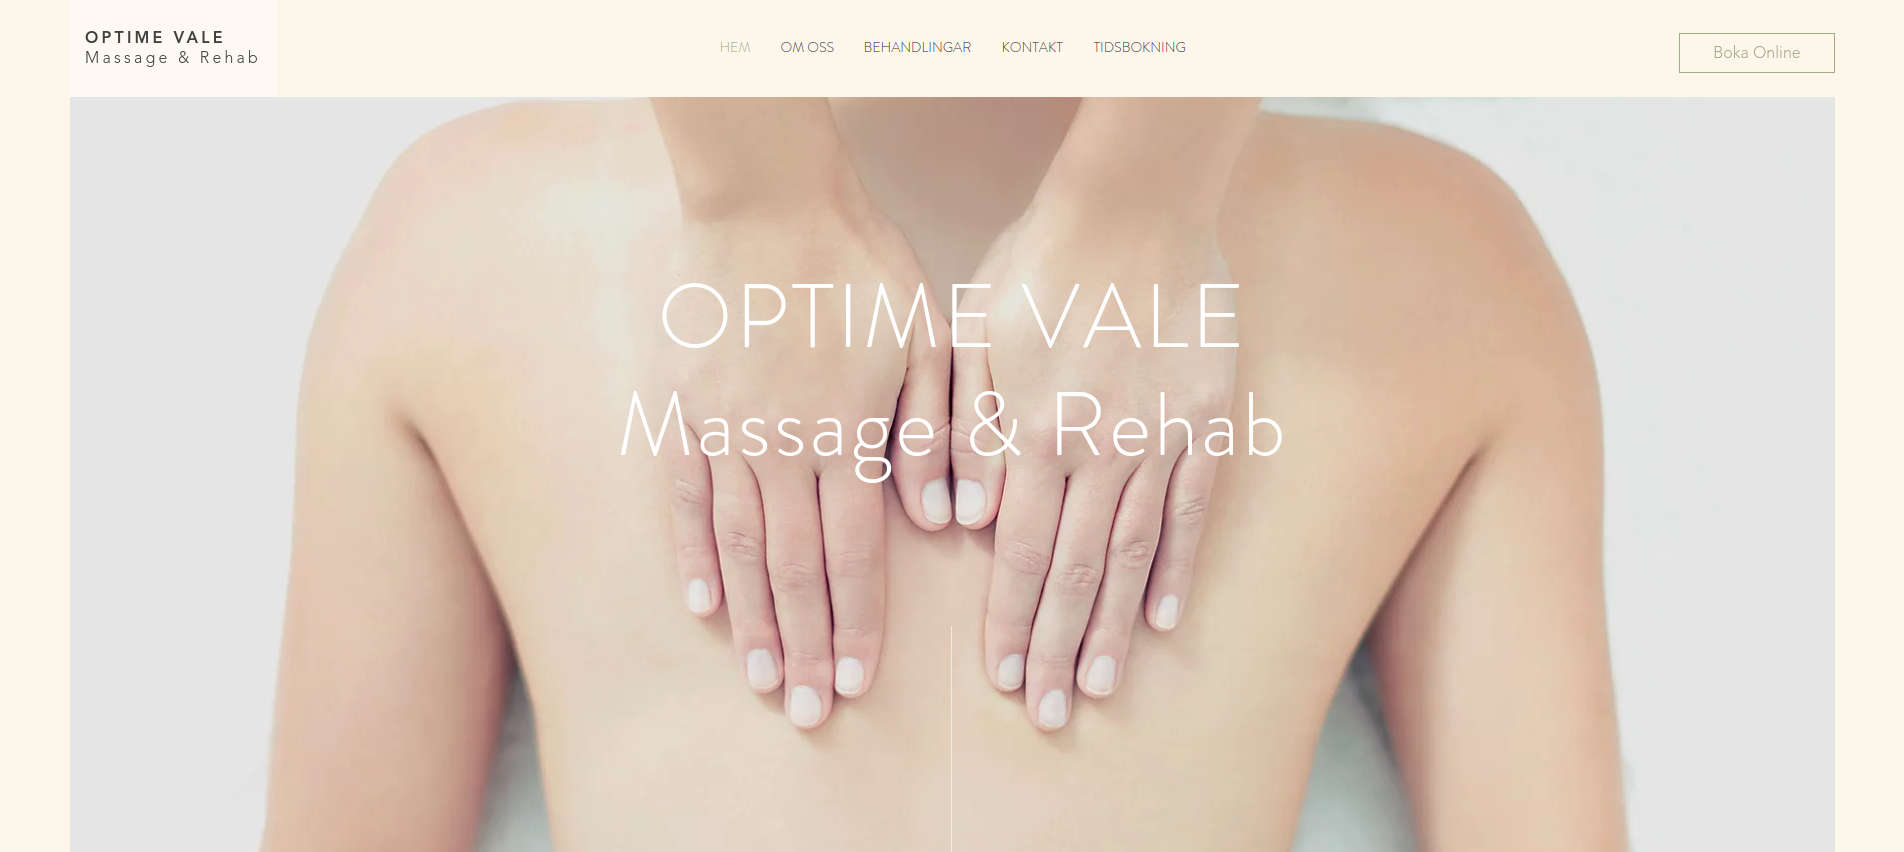 OPTIME VALE
Massage & Rehab
HEM OM OSS BEHANDLINGAR KONTAKT TIDSBOKNING
Boka Online
OPTIME VALE
Massage & Rehab